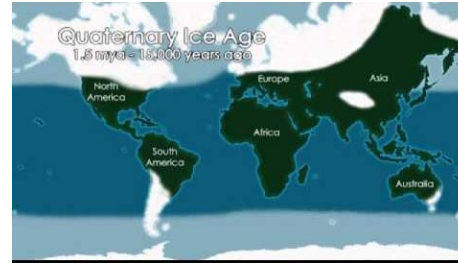 Quaternary Ice Age
1.5 mya - 15,000 years ago
North
America
Europe
Asia
Africa
South
America
Australia